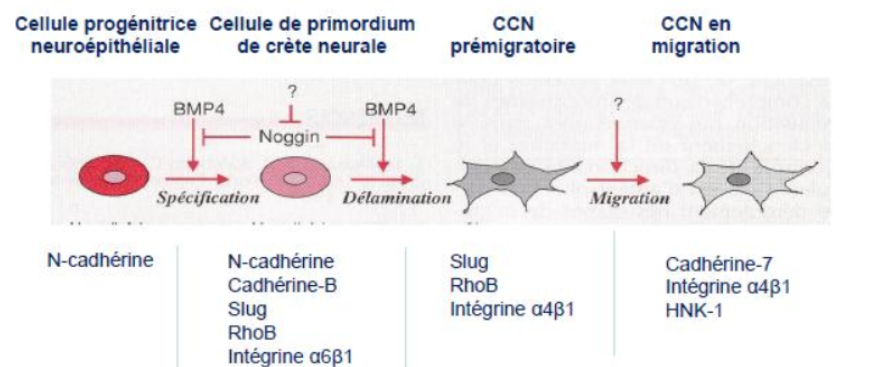 Cellule progénitrice
neuroépithéliale
Cellule de primordium
de crète neurale
CCN
prémigratoire
CCN en
migration
?
BMP4
BMP4
Noggin
?
Spécification
Délamination
Migration
N-cadhérine
N-cadhérine
Cadhérine-B
Slug
RhoB
Intégrine α6β1
Slug
RhoB
Intégrine α4β1
Cadhérine-7
Intégrine α4β1
HNK-1